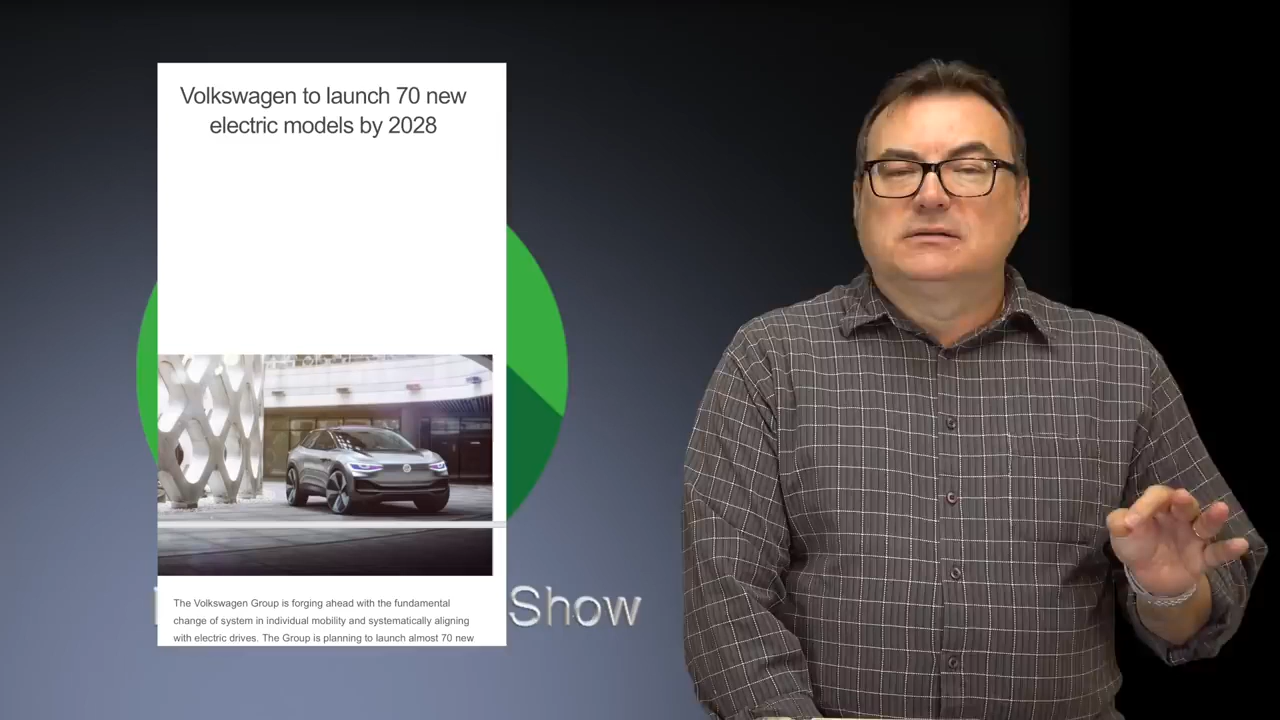 Volkswagen to launch 70 new
electric models by 2028
The Volkswagen Group is forging ahead with the fundamental
change of system in individual mobility and systematically aligning
with electric drives. The Group is planning to launch almost 70 new
Show